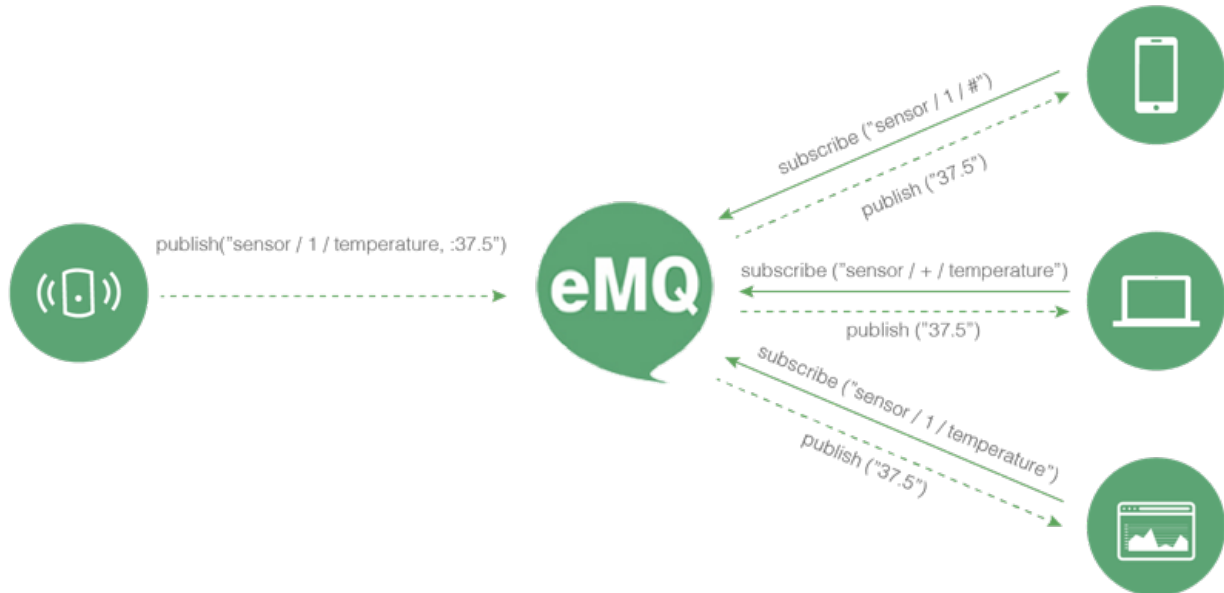 subscribe ("sensor / 1 / #")
publish ("37.5")
publish("sensor / 1 / temperature, :37.5")
eMQ
subscribe ("sensor / + / temperature")
publish ("37.5")
subscribe ("sensor / 1 / temperature")
publish ("37.5")